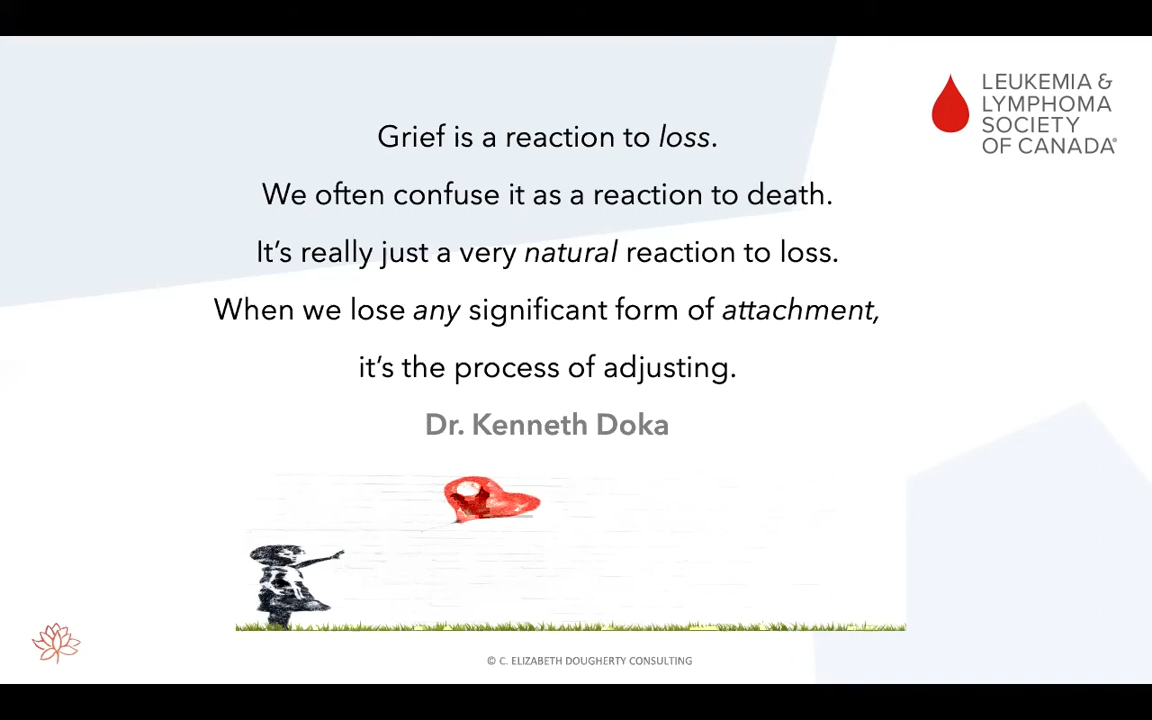 LEUKEMIA &
LYMPHOMA
SOCIETY
OF CANADA®
Grief is a reaction to loss.
We often confuse it as a reaction to death.
It’s really just a very natural reaction to loss.
When we lose any significant form of attachment,
it’s the process of adjusting.
Dr. Kenneth Doka
© C. ELIZABETH DOUGHERTY CONSULTING